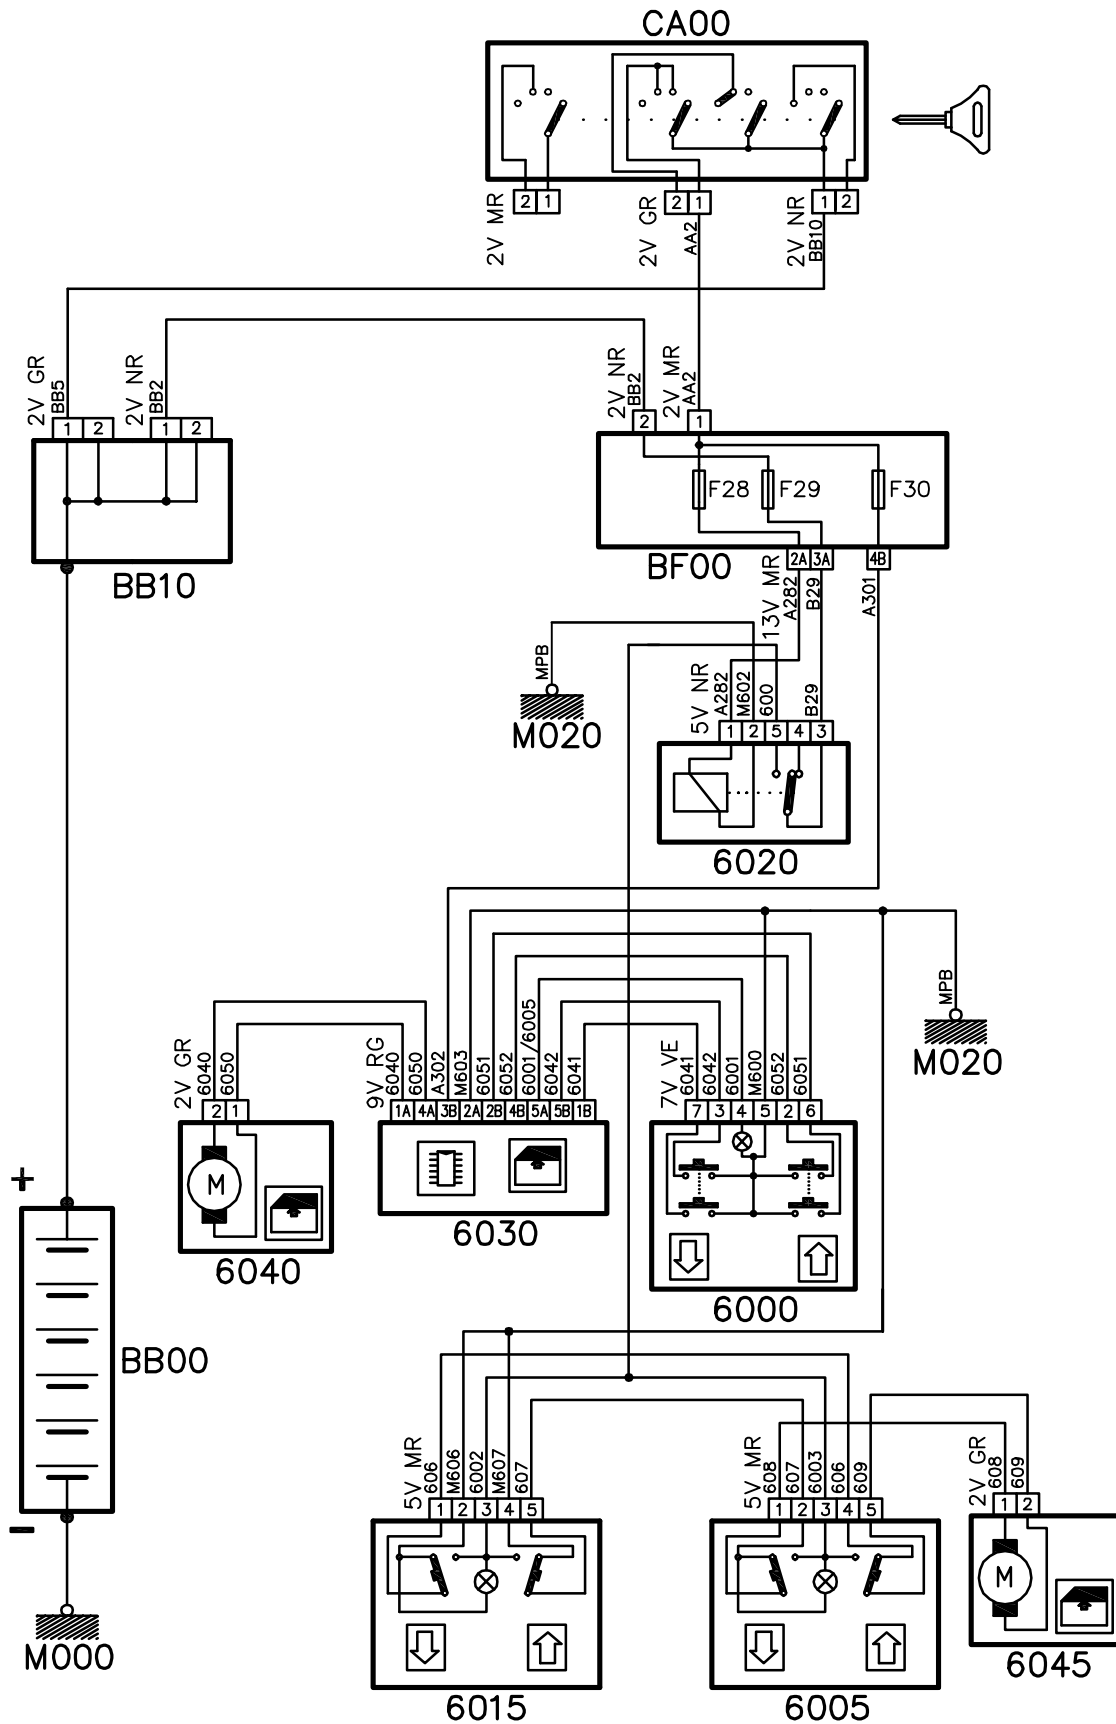 CA00
2 1
2 1
1 2
2V MR
2V GR
AA2
2V NR
BB10
2V GR
BB5
2V NR
BB2
2V NR
BB2
2V MR
AA2
1 2
1 2
2
1
F28
F29
F30
BB10
BF00
2A 3A
4B
13V MR
A282
B29
A301
MPB
M020
5V NR
A282
M602
600
B29
1 2 5 4 3
6020
MPB
M020
2V GR
6040
6050
9V RG
6040
6050
A302
M603
6051
6052
6001/6005
6042
6041
7V VE
6041
6042
6001
M600
6052
6051
2 1
1A 4A 3B 2A 2B 4B 5A 5B 1B
7 3 4 5 2 6
M
6040
6030
6000
+
BB00
-
M000
5V MR
606
M606
6002
M607
607
5V MR
608
607
6003
606
609
2V GR
608
609
1 2 3 4 5
1 2 3 4 5
1 2
M
6015
6005
6045